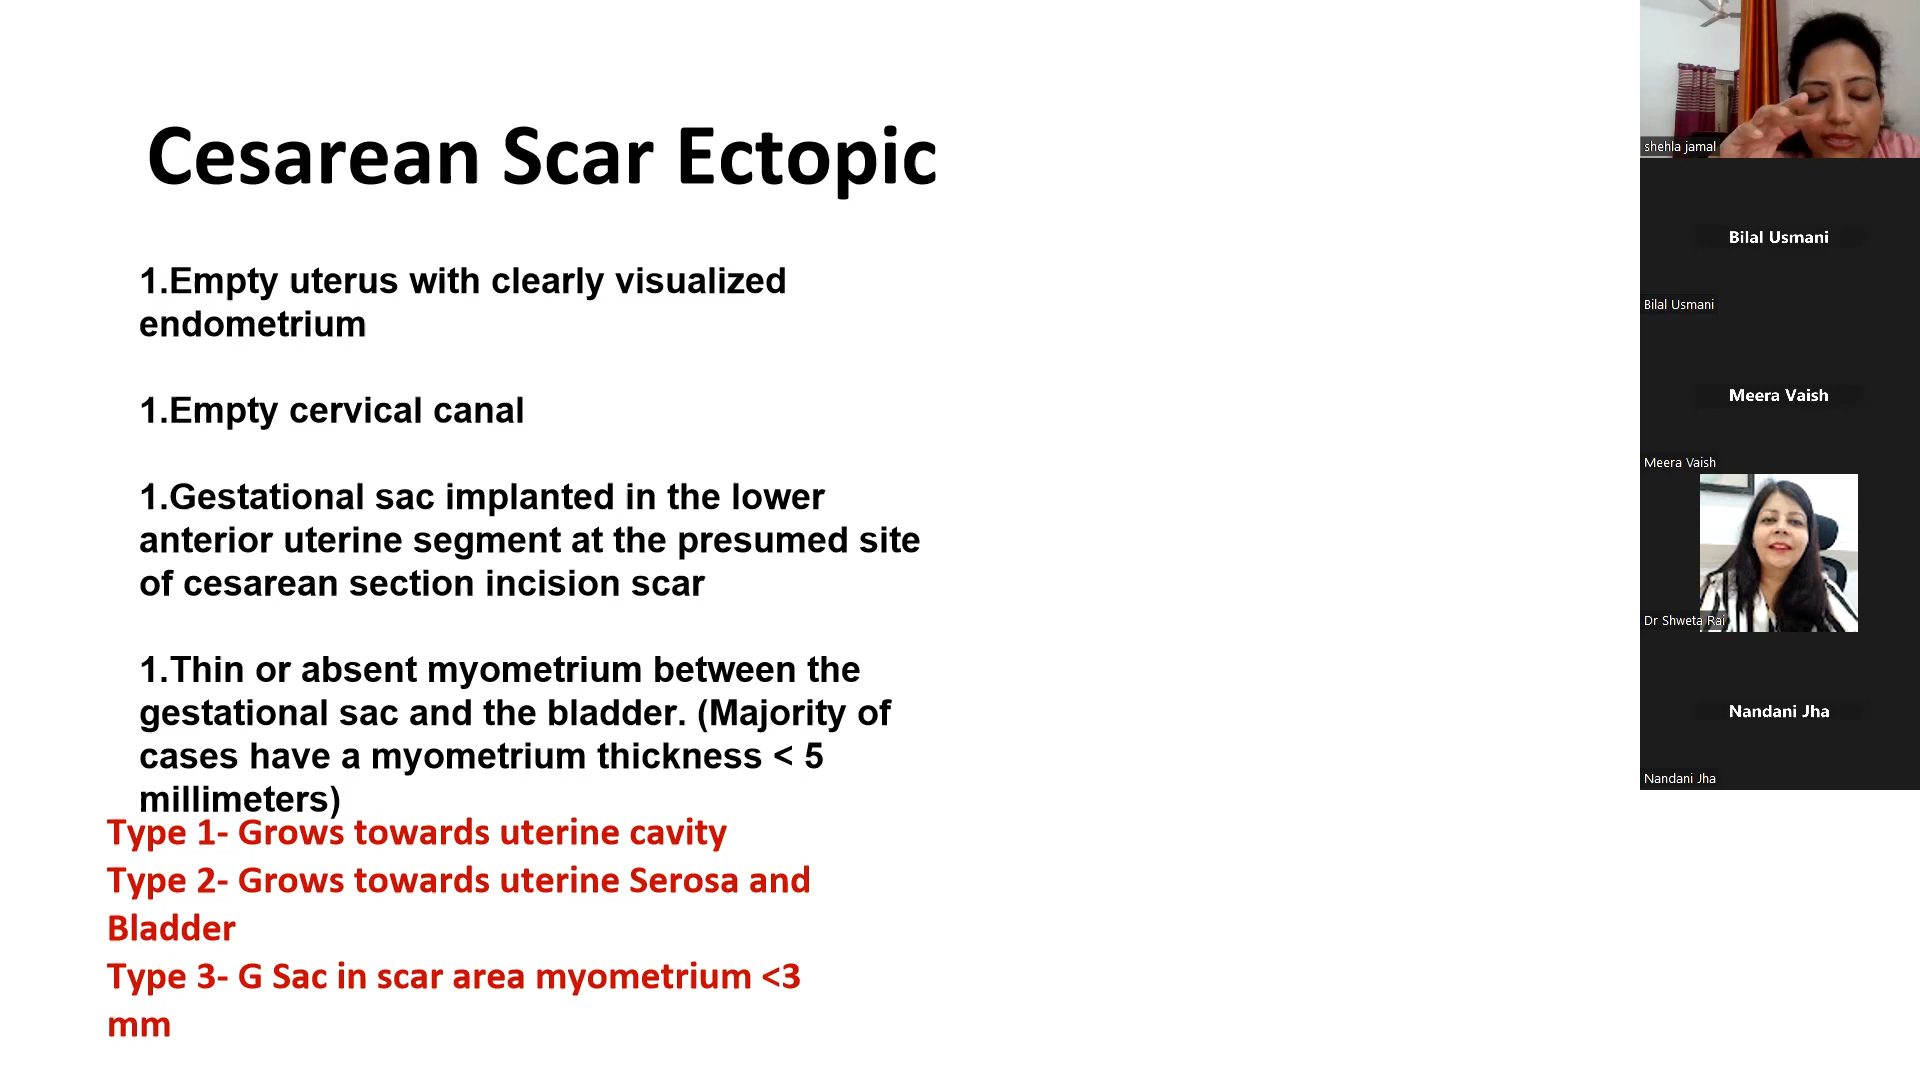 Cesarean Scar Ectopic
1.Empty uterus with clearly visualized
endometrium
1.Empty cervical canal
1.Gestational sac implanted in the lower
anterior uterine segment at the presumed site
of cesarean section incision scar
1.Thin or absent myometrium between the
gestational sac and the bladder. (Majority of
cases have a myometrium thickness < 5
millimeters)
Type 1- Grows towards uterine cavity
Type 2- Grows towards uterine Serosa and
Bladder
Type 3- G Sac in scar area myometrium <3
mm
shehla jamal
Bilal Usmani
Bilal Usmani
Meera Vaish
Meera Vaish
Dr Shweta Rai
Nandani Jha
Nandani Jha